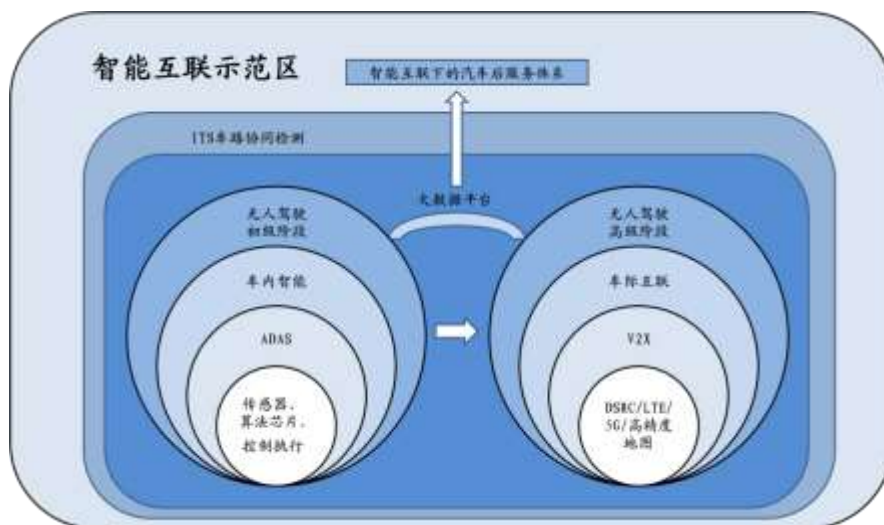 智能互联示范区
智能互联下的汽车后服务体系
ITS车路协同检测
大数据平台
无人驾驶
初级阶段
车内智能
ADAS
传感器、
算法芯片、
控制执行
无人驾驶
高级阶段
车际互联
V2X
DSRC/LTE/
5G/高精度
地图